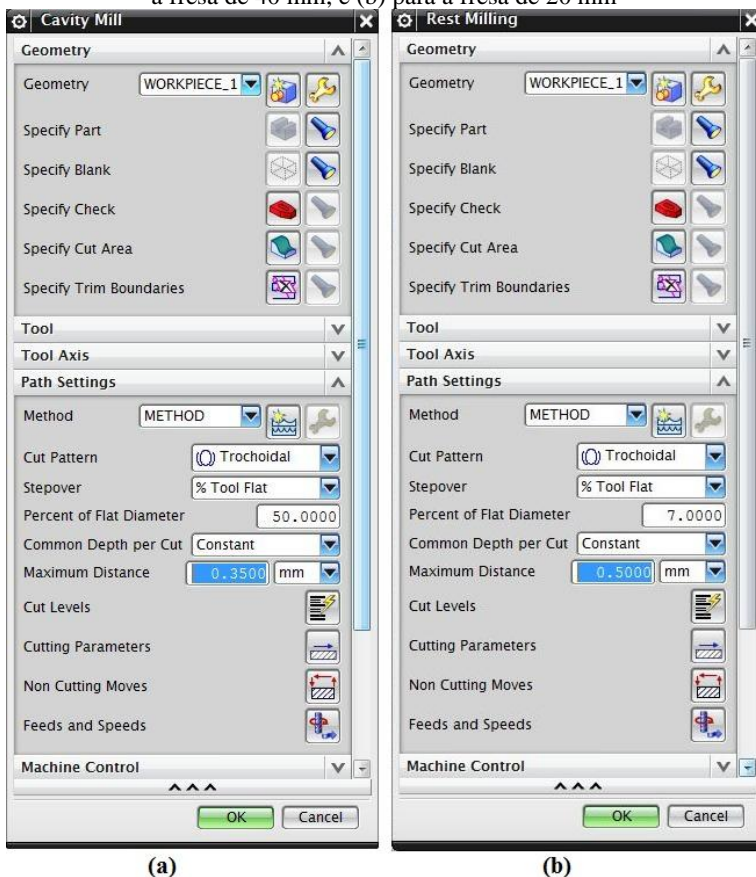 a fresa de 40 mm, e (b) para a fresa de 20 mm
Cavity Mill
Geometry
Geometry WORKPIECE_1
Specify Part
Specify Blank
Specify Check
Specify Cut Area
Specify Trim Boundaries
Tool
Tool Axis
Path Settings
Method METHOD
Cut Pattern Trochoidal
Stepover % Tool Flat
Percent of Flat Diameter 50.0000
Common Depth per Cut Constant
Maximum Distance 0.3500 mm
Cut Levels
Cutting Parameters
Non Cutting Moves
Feeds and Speeds
Machine Control
OK Cancel
(a)
Rest Milling
Geometry
Geometry WORKPIECE_1
Specify Part
Specify Blank
Specify Check
Specify Cut Area
Specify Trim Boundaries
Tool
Tool Axis
Path Settings
Method METHOD
Cut Pattern Trochoidal
Stepover % Tool Flat
Percent of Flat Diameter 7.0000
Common Depth per Cut Constant
Maximum Distance 0.5000 mm
Cut Levels
Cutting Parameters
Non Cutting Moves
Feeds and Speeds
Machine Control
OK Cancel
(b)